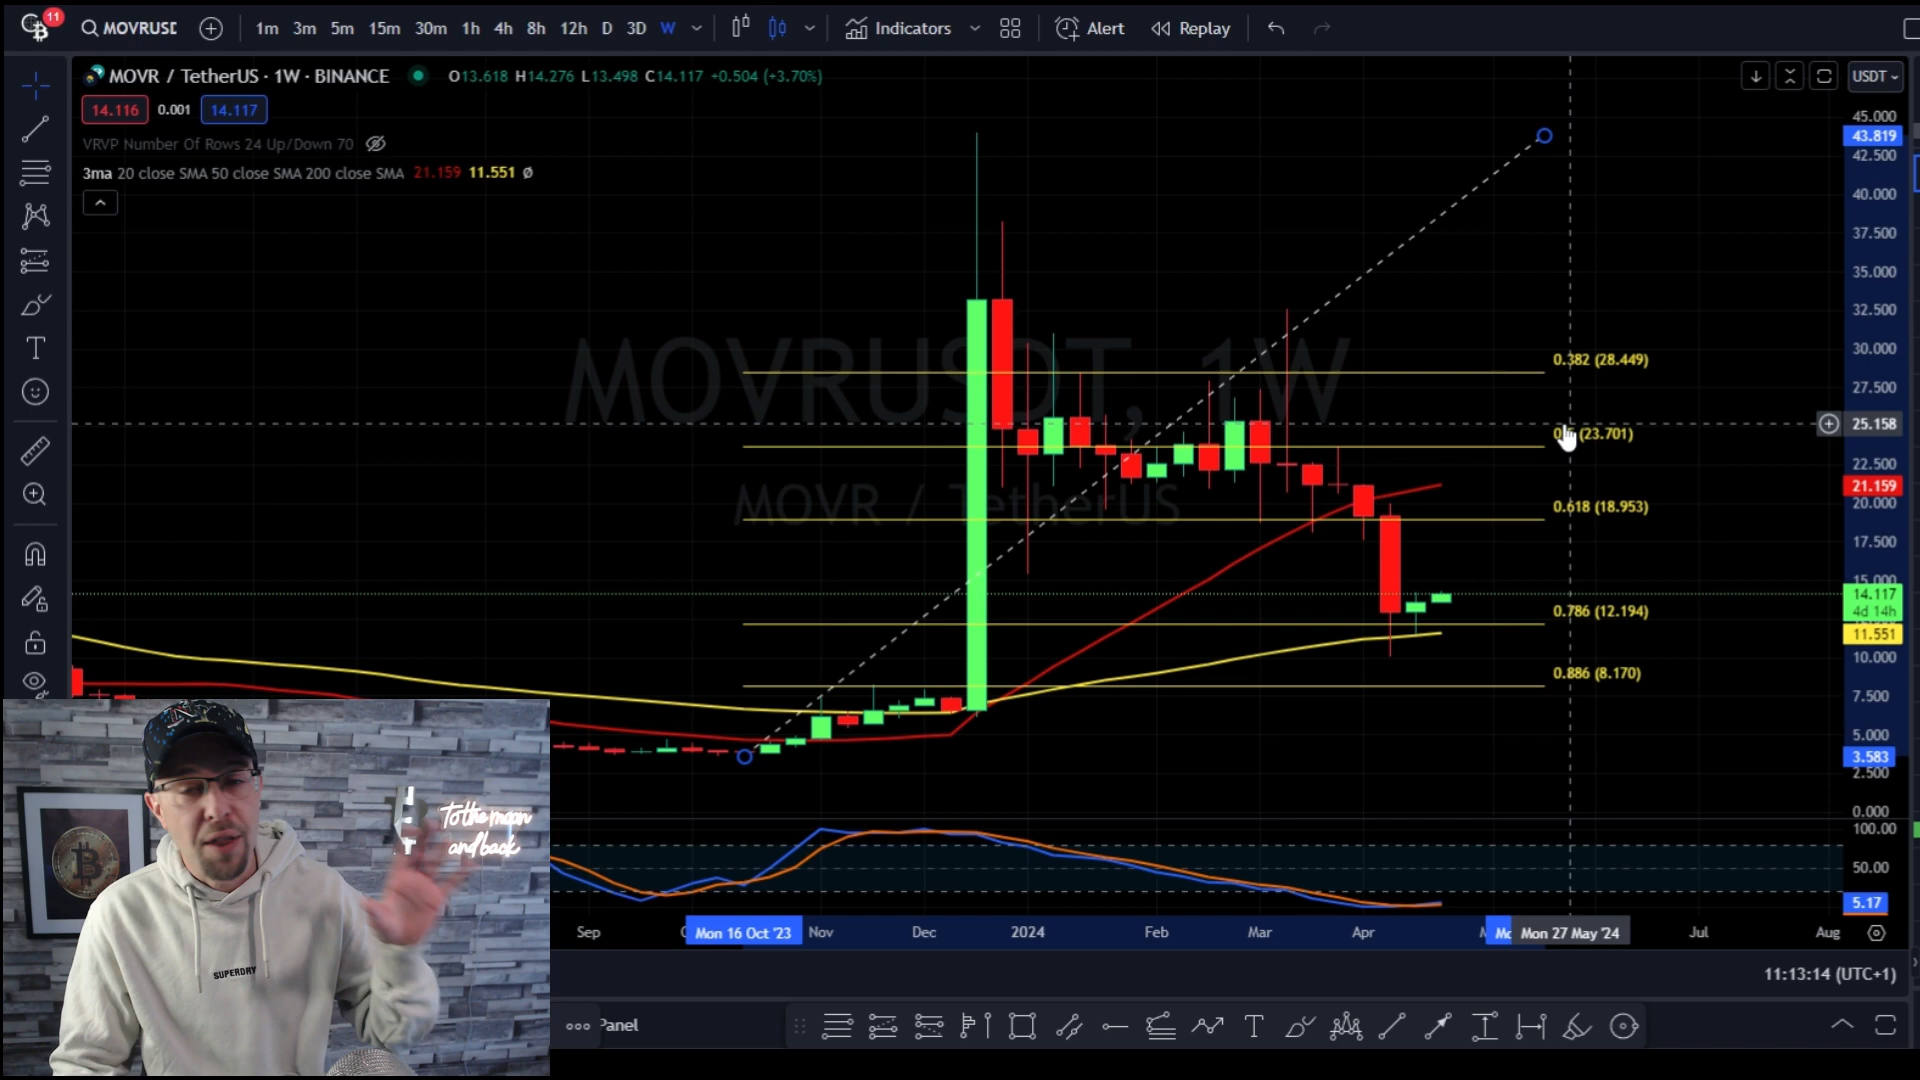 11
MOVRUSD
1m 3m 5m 15m 30m 1h 4h 8h 12h D 3D W
Indicators
Alert
Replay
MOVR / TetherUS · 1W · BINANCE
O13.618 H14.276 L13.498 C14.117 +0.504 (+3.70%)
USDT
14.116 0.001 14.117
VRVP Number Of Rows 24 Up/Down 70
3ma 20 close SMA 50 close SMA 200 close SMA 21.159 11.551 ø
MOVRUSDT, 1W
MOVR / TetherUS
45.000
43.819
42.500
40.000
37.500
35.000
32.500
30.000
27.500
25.158
22.500
21.159
20.000
17.500
15.000
14.117
4d 14h
11.551
10.000
7.500
5.000
3.583
2.500
0.000
100.00
50.00
5.17
0.382 (28.449)
(23.701)
0.618 (18.953)
0.786 (12.194)
0.886 (8.170)
To the moon
and back
SUPERDRY
Sep
Mon 16 Oct '23
Nov
Dec
2024
Feb
Mar
Apr
Mon 27 May '24
Jul
Aug
11:13:14 (UTC+1)
Panel